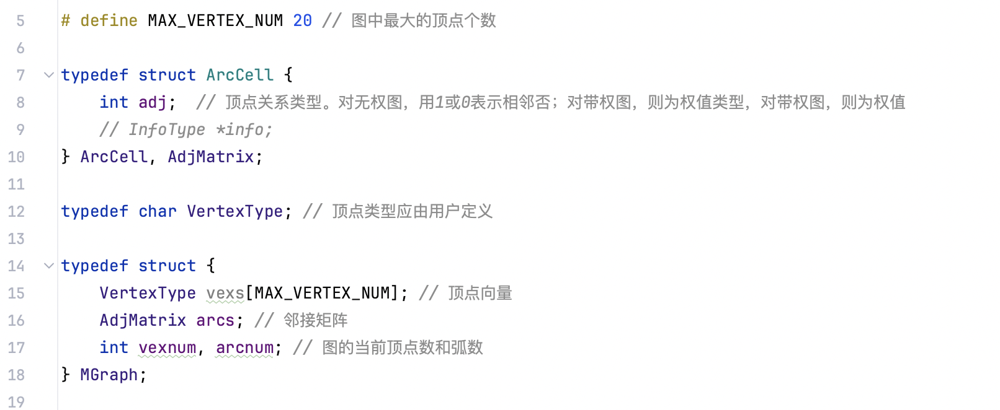 5 # define MAX_VERTEX_NUM 20 // 图中最大的顶点个数
6
7 typedef struct ArcCell {
8 int adj; // 顶点关系类型。对无权图，用1或0表示相邻否；对带权图，则为权值类型，对带权图，则为权值
9 // InfoType *info;
10 } ArcCell, AdjMatrix;
11
12 typedef char VertexType; // 顶点类型应由用户定义
13
14 typedef struct {
15 VertexType vexs[MAX_VERTEX_NUM]; // 顶点向量
16 AdjMatrix arcs; // 邻接矩阵
17 int vexnum, arcnum; // 图的当前顶点数和弧数
18 } MGraph;
19